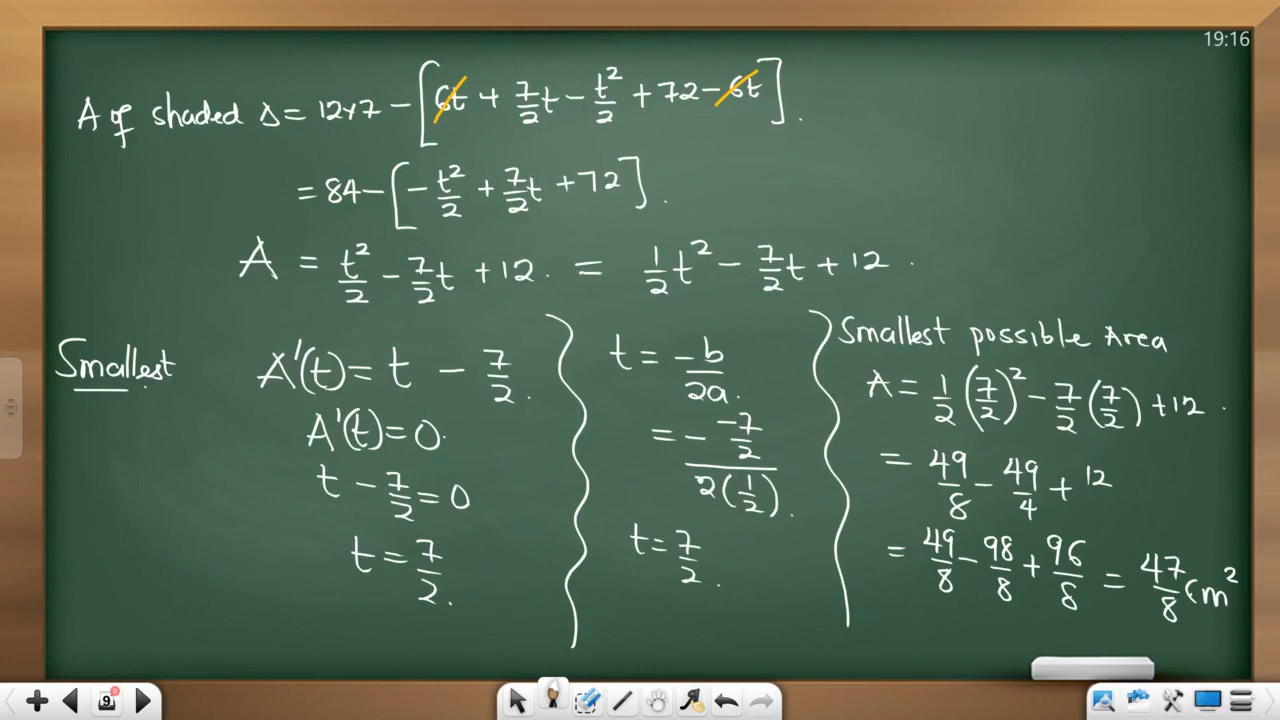 19:16
A of shaded Δ = 12×7 − [6t + 7/2 t − t²/2 + 72 − 6t].
= 84 − [−t²/2 + 7/2 t + 72].
A = t²/2 − 7/2 t + 12. = 1/2 t² − 7/2 t + 12.
Smallest
A'(t) = t − 7/2.
A'(t) = 0.
t − 7/2 = 0
t = 7/2.
t = −b/2a.
= − −7/2 / 2(1/2).
t = 7/2.
Smallest possible Area
A = 1/2 (7/2)² − 7/2 (7/2) + 12.
= 49/8 − 49/4 + 12
= 49/8 − 98/8 + 96/8 = 47/8 cm²
9
0